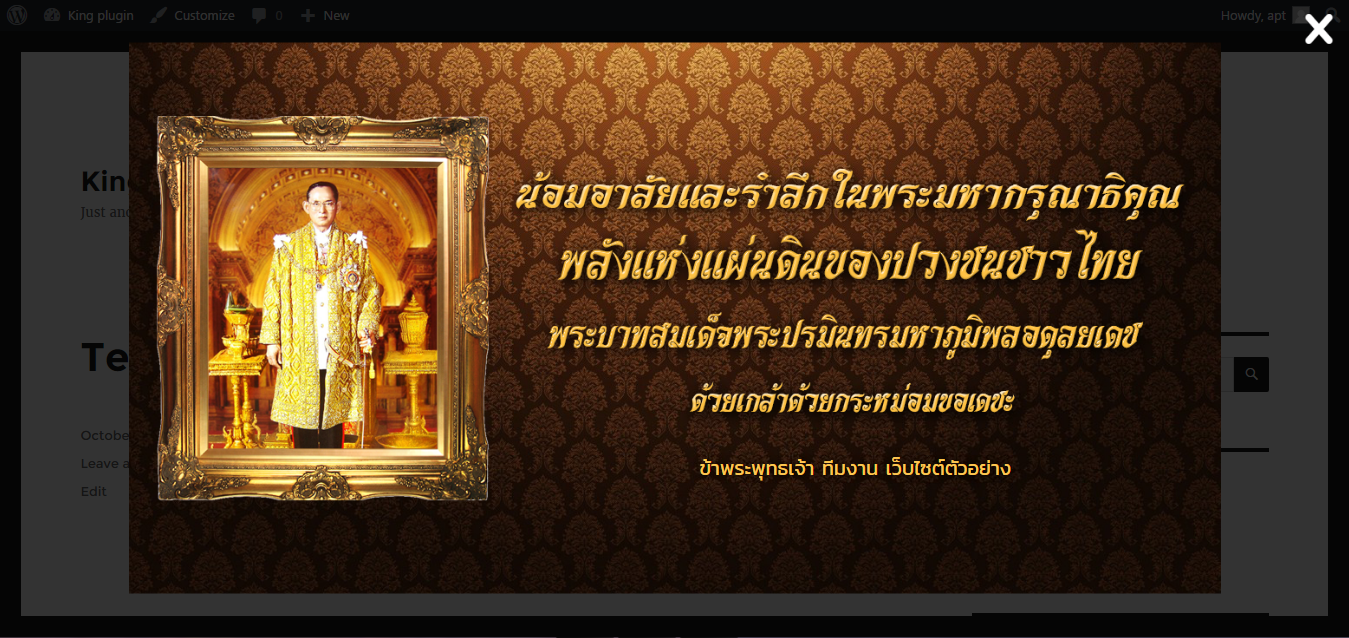 King plugin
Customize
0
New
Howdy, apt
น้อมอาลัยและรำลึกในพระมหากรุณาธิคุณ
พลังแห่งแผ่นดินของปวงชนชาวไทย
พระบาทสมเด็จพระปรมินทรมหาภูมิพลอดุลยเดช
ด้วยเกล้าด้วยกระหม่อมขอเดชะ
ข้าพระพุทธเจ้า ทีมงาน เว็บไซต์ตัวอย่าง
Just
Te
Leave a
Edit